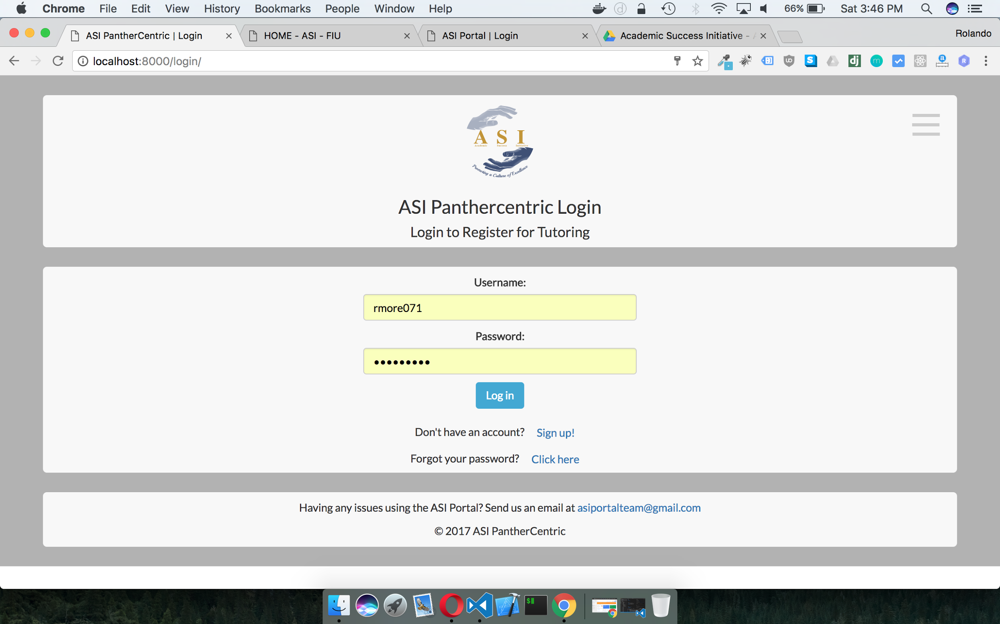 Chrome File Edit View History Bookmarks People Window Help 66% Sat 3:46 PM
ASI PantherCentric | Login HOME - ASI - FIU ASI Portal | Login Academic Success Initiative - Rolando
localhost:8000/login/
A S I
Academic Success Initiative
Promoting a Culture of Excellence
ASI Panthercentric Login
Login to Register for Tutoring
Username:
rmore071
Password:
•••••••••
Log in
Don't have an account? Sign up!
Forgot your password? Click here
Having any issues using the ASI Portal? Send us an email at asiportalteam@gmail.com
© 2017 ASI PantherCentric